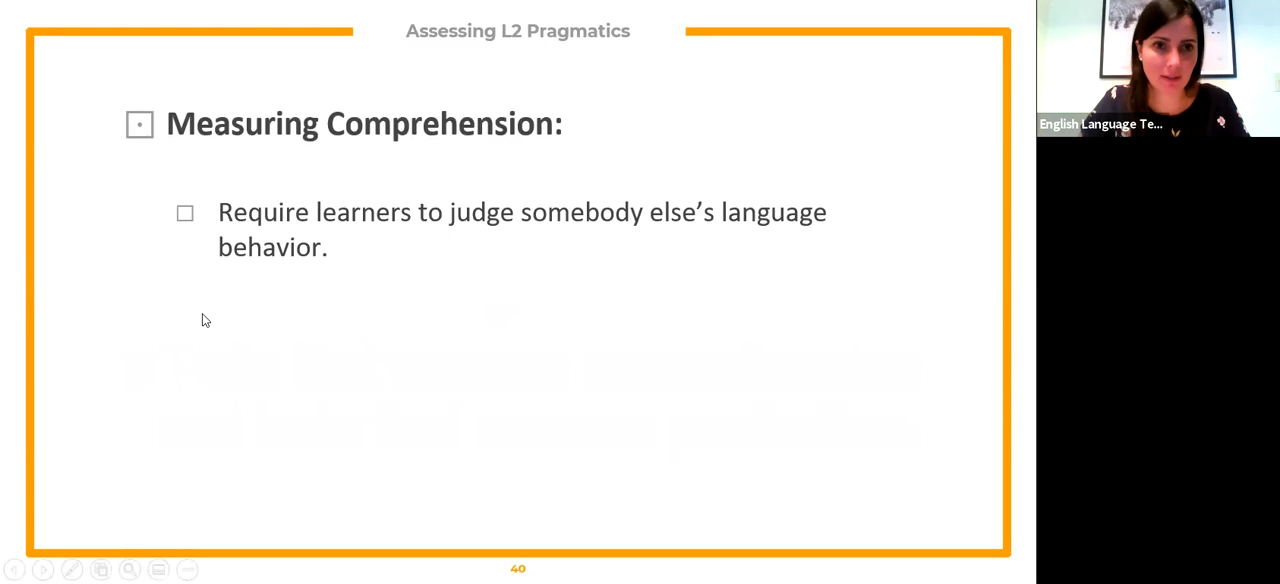 Assessing L2 Pragmatics
Measuring Comprehension:
Require learners to judge somebody else's language
behavior.
English Language Te...
40